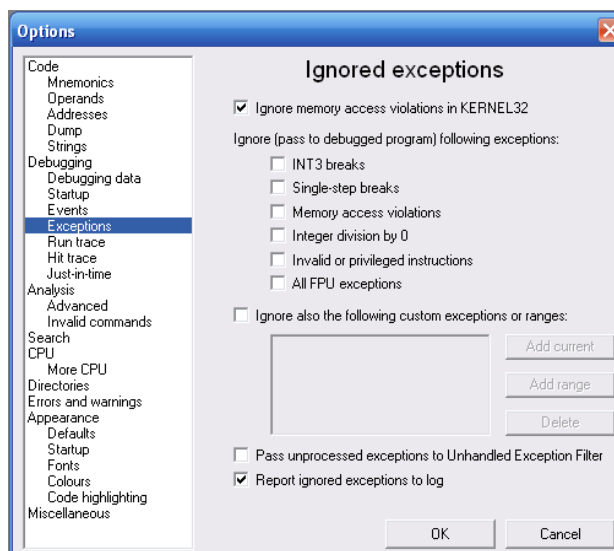 Options
Code
Mnemonics
Operands
Addresses
Dump
Strings
Debugging
Debugging data
Startup
Events
Exceptions
Run trace
Hit trace
Just-in-time
Analysis
Advanced
Invalid commands
Search
CPU
More CPU
Directories
Errors and warnings
Appearance
Defaults
Startup
Fonts
Colours
Code highlighting
Miscellaneous
Ignored exceptions
Ignore memory access violations in KERNEL32
Ignore (pass to debugged program) following exceptions:
INT3 breaks
Single-step breaks
Memory access violations
Integer division by 0
Invalid or privileged instructions
All FPU exceptions
Ignore also the following custom exceptions or ranges:
Add current
Add range
Delete
Pass unprocessed exceptions to Unhandled Exception Filter
Report ignored exceptions to log
OK
Cancel